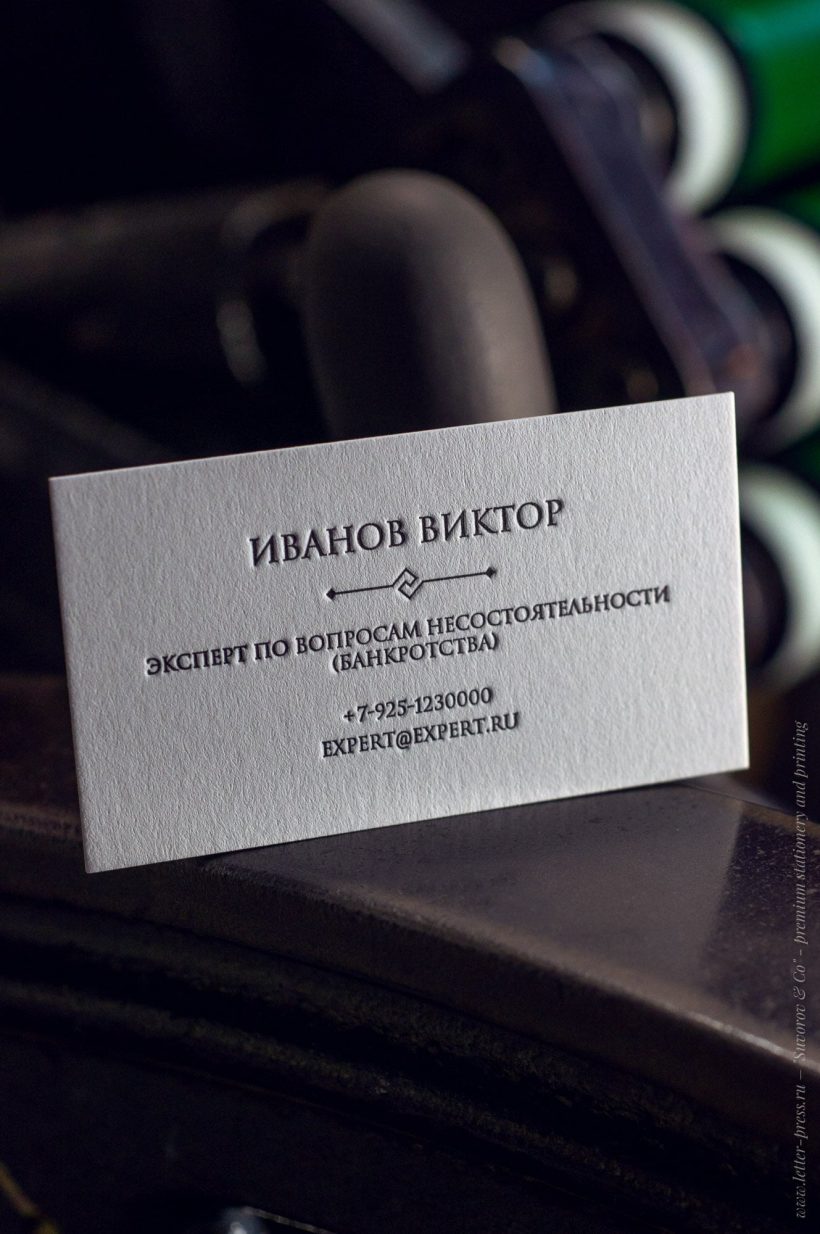 ИВАНОВ ВИКТОР
ЭКСПЕРТ ПО ВОПРОСАМ НЕСОСТОЯТЕЛЬНОСТИ
(БАНКРОТСТВА)
+7-925-1230000
EXPERT@EXPERT.RU
www.letter-press.ru – "Suvorov & Co" - premium stationery and printing